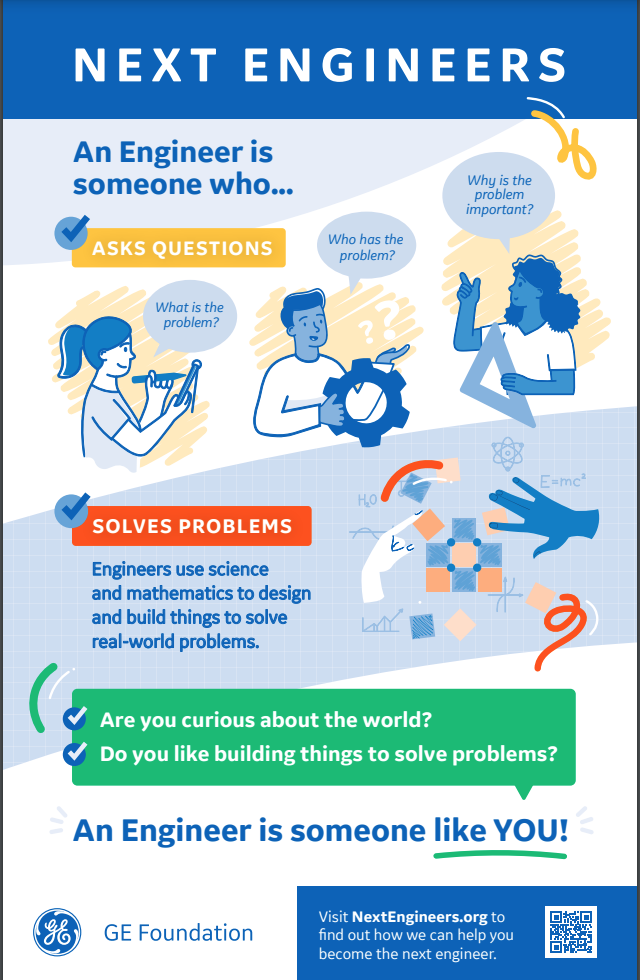 NEXT ENGINEERS
An Engineer is
someone who...
ASKS QUESTIONS
What is the
problem?
Who has the
problem?
Why is the
problem
important?
? ?
SOLVES PROBLEMS
Engineers use science
and mathematics to design
and build things to solve
real-world problems.
H₂O
E=mc²
Are you curious about the world?
Do you like building things to solve problems?
An Engineer is someone like YOU!
GE
GE Foundation
Visit NextEngineers.org to
find out how we can help you
become the next engineer.